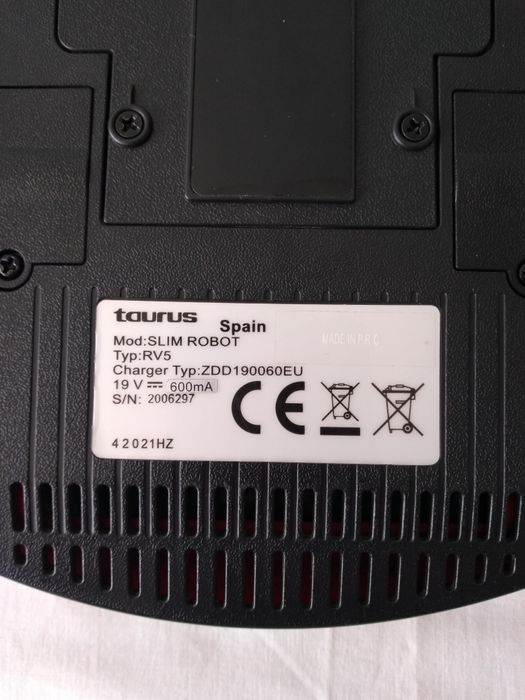 taurus Spain
Mod:SLIM ROBOT
MADE IN P.R.C
Typ:RV5
Charger Typ:ZDD190060EU
19 V ⎓ 600mA
S/N: 2006297
CE
42021HZ